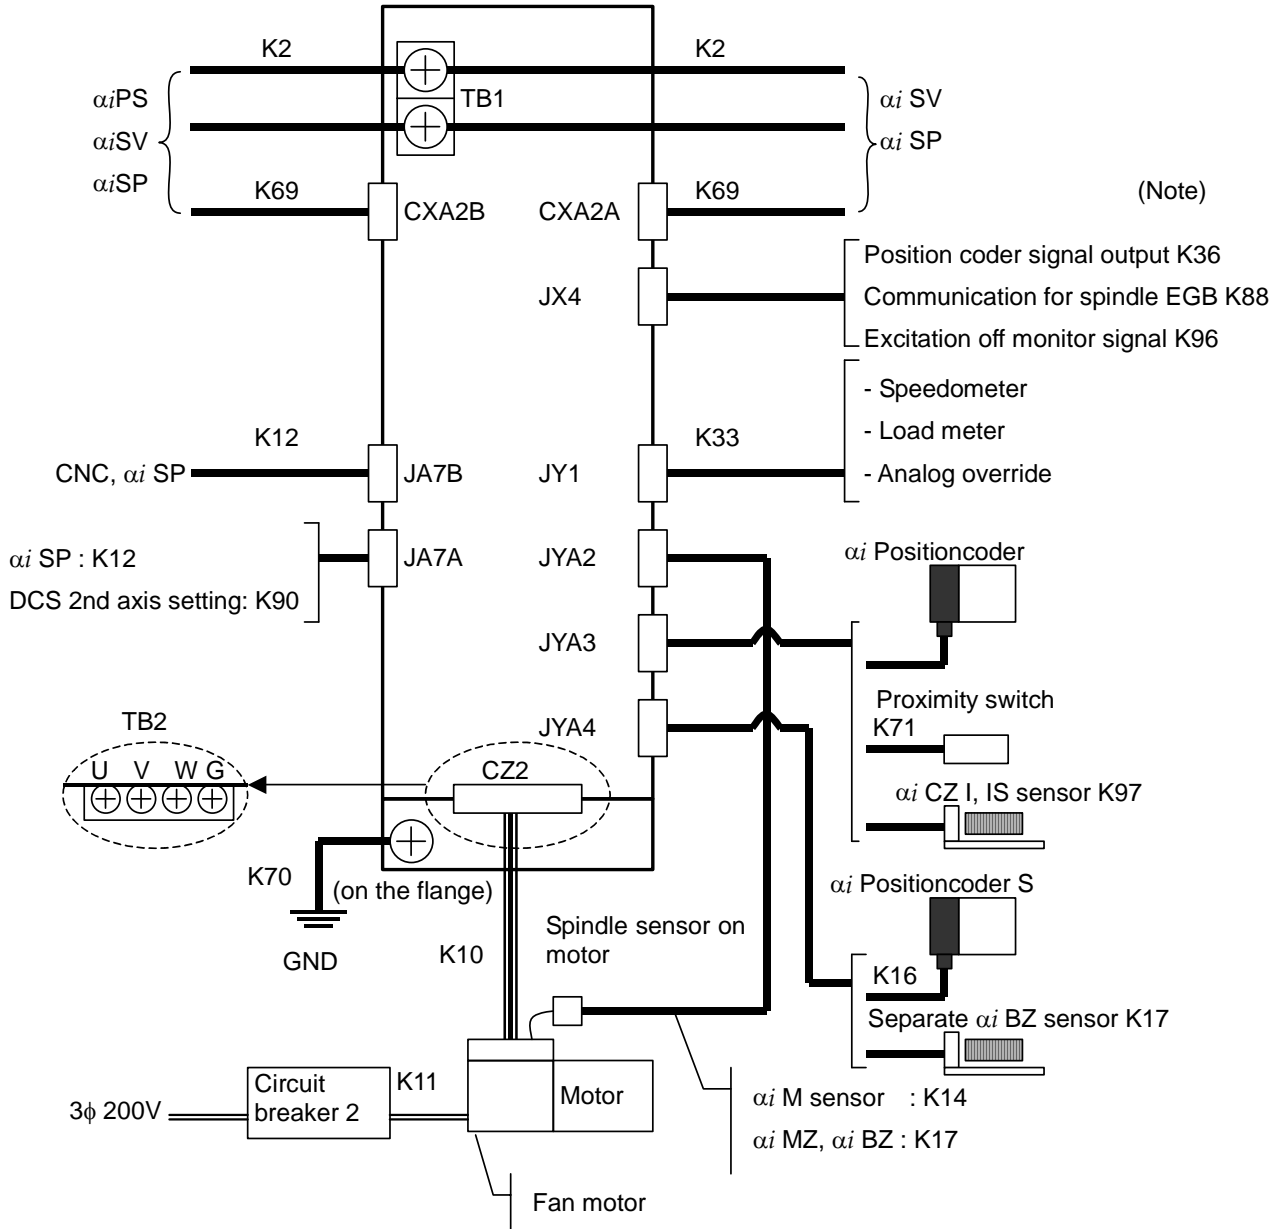 K2 K2
αiPS TB1 αi SV
αiSV αi SP
αiSP
K69 CXA2B CXA2A K69 (Note)
Position coder signal output K36
JX4 Communication for spindle EGB K88
Excitation off monitor signal K96
- Speedometer
K12 K33 - Load meter
CNC, αi SP JA7B JY1 - Analog override
αi SP : K12 JA7A JYA2 αi Positioncoder
DCS 2nd axis setting: K90
JYA3
Proximity switch
TB2 JYA4 K71
U V W G CZ2
αi CZ I, IS sensor K97
K70 (on the flange) αi Positioncoder S
GND K10 Spindle sensor on
motor
K16
Separate αi BZ sensor K17
Circuit
breaker 2
K11 Motor αi M sensor : K14
3ϕ 200V αi MZ, αi BZ : K17
Fan motor